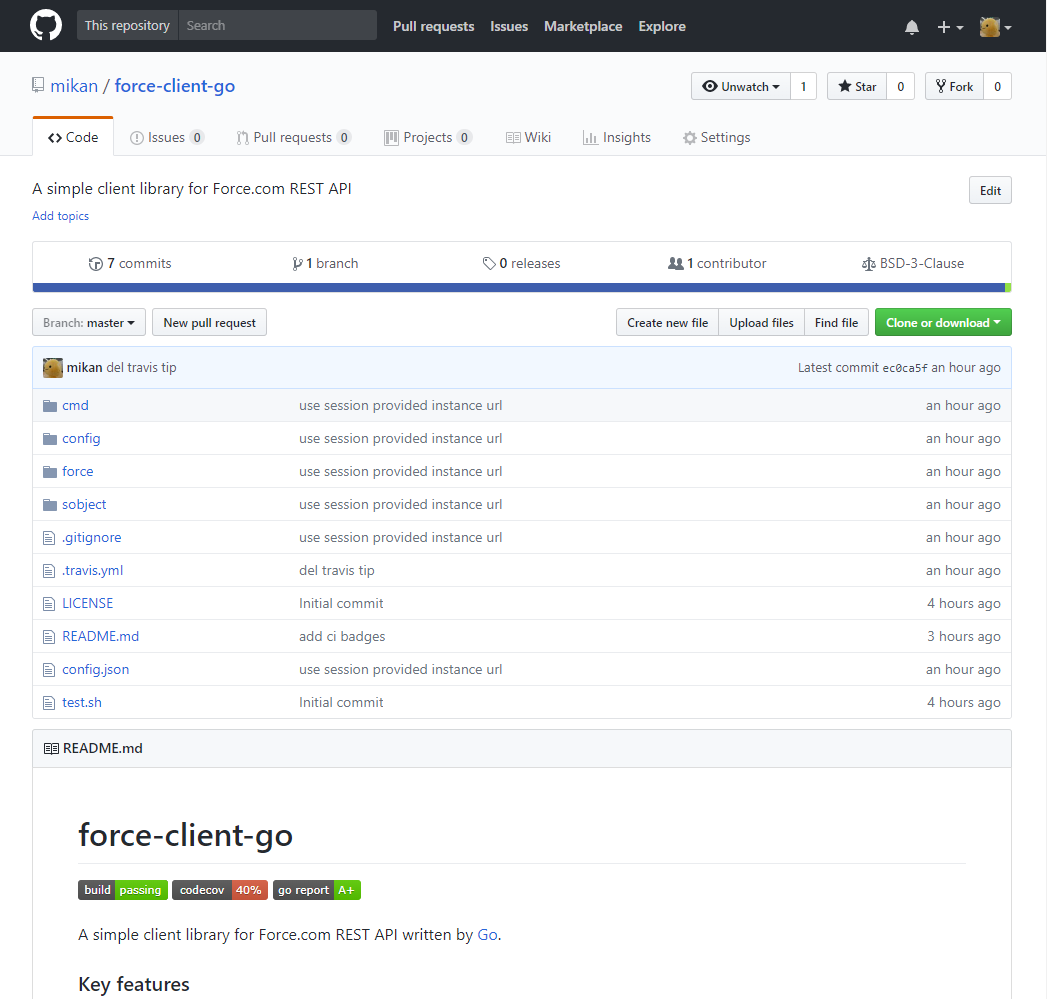 This repository Search Pull requests Issues Marketplace Explore
mikan / force-client-go Unwatch 1 Star 0 Fork 0
Code Issues 0 Pull requests 0 Projects 0 Wiki Insights Settings
A simple client library for Force.com REST API Edit
Add topics
7 commits 1 branch 0 releases 1 contributor BSD-3-Clause
Branch: master New pull request Create new file Upload files Find file Clone or download
mikan del travis tip Latest commit ec0ca5f an hour ago
cmd use session provided instance url an hour ago
config use session provided instance url an hour ago
force use session provided instance url an hour ago
sobject use session provided instance url an hour ago
.gitignore use session provided instance url an hour ago
.travis.yml del travis tip an hour ago
LICENSE Initial commit 4 hours ago
README.md add ci badges 3 hours ago
config.json use session provided instance url an hour ago
test.sh Initial commit 4 hours ago
README.md
force-client-go
build passing codecov 40% go report A+
A simple client library for Force.com REST API written by Go.
Key features